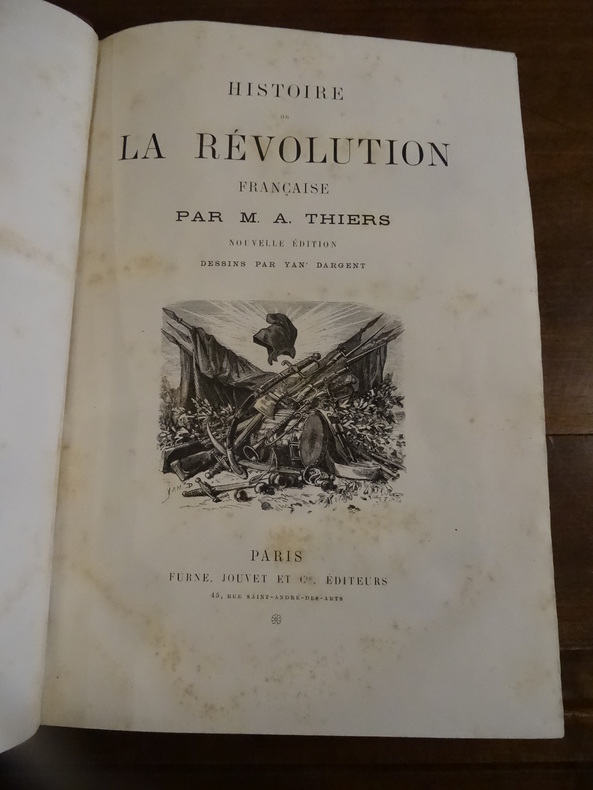 HISTOIRE
DE
LA RÉVOLUTION
FRANÇAISE
PAR M. A. THIERS
NOUVELLE ÉDITION
DESSINS PAR YAN' DARGENT
YAN' D
PARIS
FURNE, JOUVET ET Cie, ÉDITEURS
45, RUE SAINT-ANDRÉ-DES-ARTS